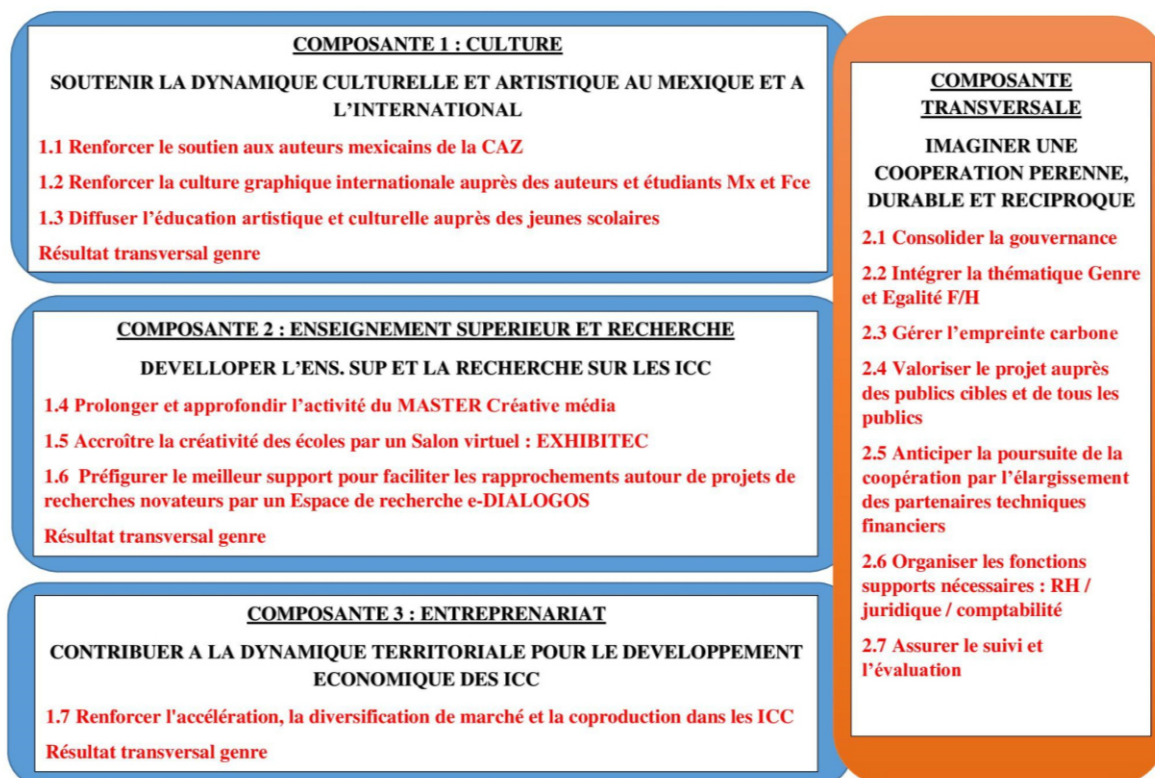 COMPOSANTE 1 : CULTURE
SOUTENIR LA DYNAMIQUE CULTURELLE ET ARTISTIQUE AU MEXIQUE ET A
L’INTERNATIONAL
1.1 Renforcer le soutien aux auteurs mexicains de la CAZ
1.2 Renforcer la culture graphique internationale auprès des auteurs et étudiants Mx et Fce
1.3 Diffuser l’éducation artistique et culturelle auprès des jeunes scolaires
Résultat transversal genre
COMPOSANTE 2 : ENSEIGNEMENT SUPERIEUR ET RECHERCHE
DEVELLOPER L’ENS. SUP ET LA RECHERCHE SUR LES ICC
1.4 Prolonger et approfondir l’activité du MASTER Créative média
1.5 Accroître la créativité des écoles par un Salon virtuel : EXHIBITEC
1.6 Préfigurer le meilleur support pour faciliter les rapprochements autour de projets de
recherches novateurs par un Espace de recherche e-DIALOGOS
Résultat transversal genre
COMPOSANTE 3 : ENTREPRENARIAT
CONTRIBUER A LA DYNAMIQUE TERRITORIALE POUR LE DEVELOPPEMENT
ECONOMIQUE DES ICC
1.7 Renforcer l'accélération, la diversification de marché et la coproduction dans les ICC
Résultat transversal genre
COMPOSANTE
TRANSVERSALE
IMAGINER UNE
COOPERATION PERENNE,
DURABLE ET RECIPROQUE
2.1 Consolider la gouvernance
2.2 Intégrer la thématique Genre
et Egalité F/H
2.3 Gérer l’empreinte carbone
2.4 Valoriser le projet auprès
des publics cibles et de tous les
publics
2.5 Anticiper la poursuite de la
coopération par l’élargissement
des partenaires techniques
financiers
2.6 Organiser les fonctions
supports nécessaires : RH /
juridique / comptabilité
2.7 Assurer le suivi et
l’évaluation